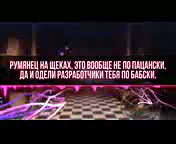 РУМЯНЕЦ НА ЩЕКАХ, ЭТО ВООБЩЕ НЕ ПО ПАЦАНСКИ,
ДА И ОДЕЛИ РАЗРАБОТЧИКИ ТЕБЯ ПО БАБСКИ.